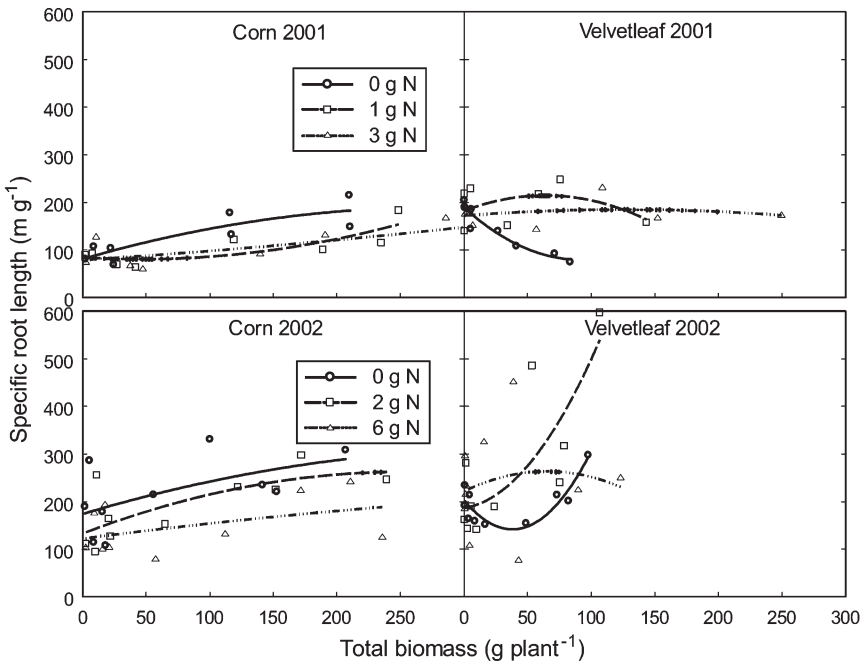 600
500
400
300
200
100
0
Corn 2001
0 g N
1 g N
3 g N
Velvetleaf 2001
Specific root length (m g-1)
600
500
400
300
200
100
0
Corn 2002
0 g N
2 g N
6 g N
Velvetleaf 2002
0 50 100 150 200 250 0 50 100 150 200 250 300
Total biomass (g plant-1)